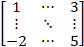 [ 1 ⋯ 3 ]
[ ⋮ ⋱ ⋮ ]
[ −2 ⋯ 5 ]